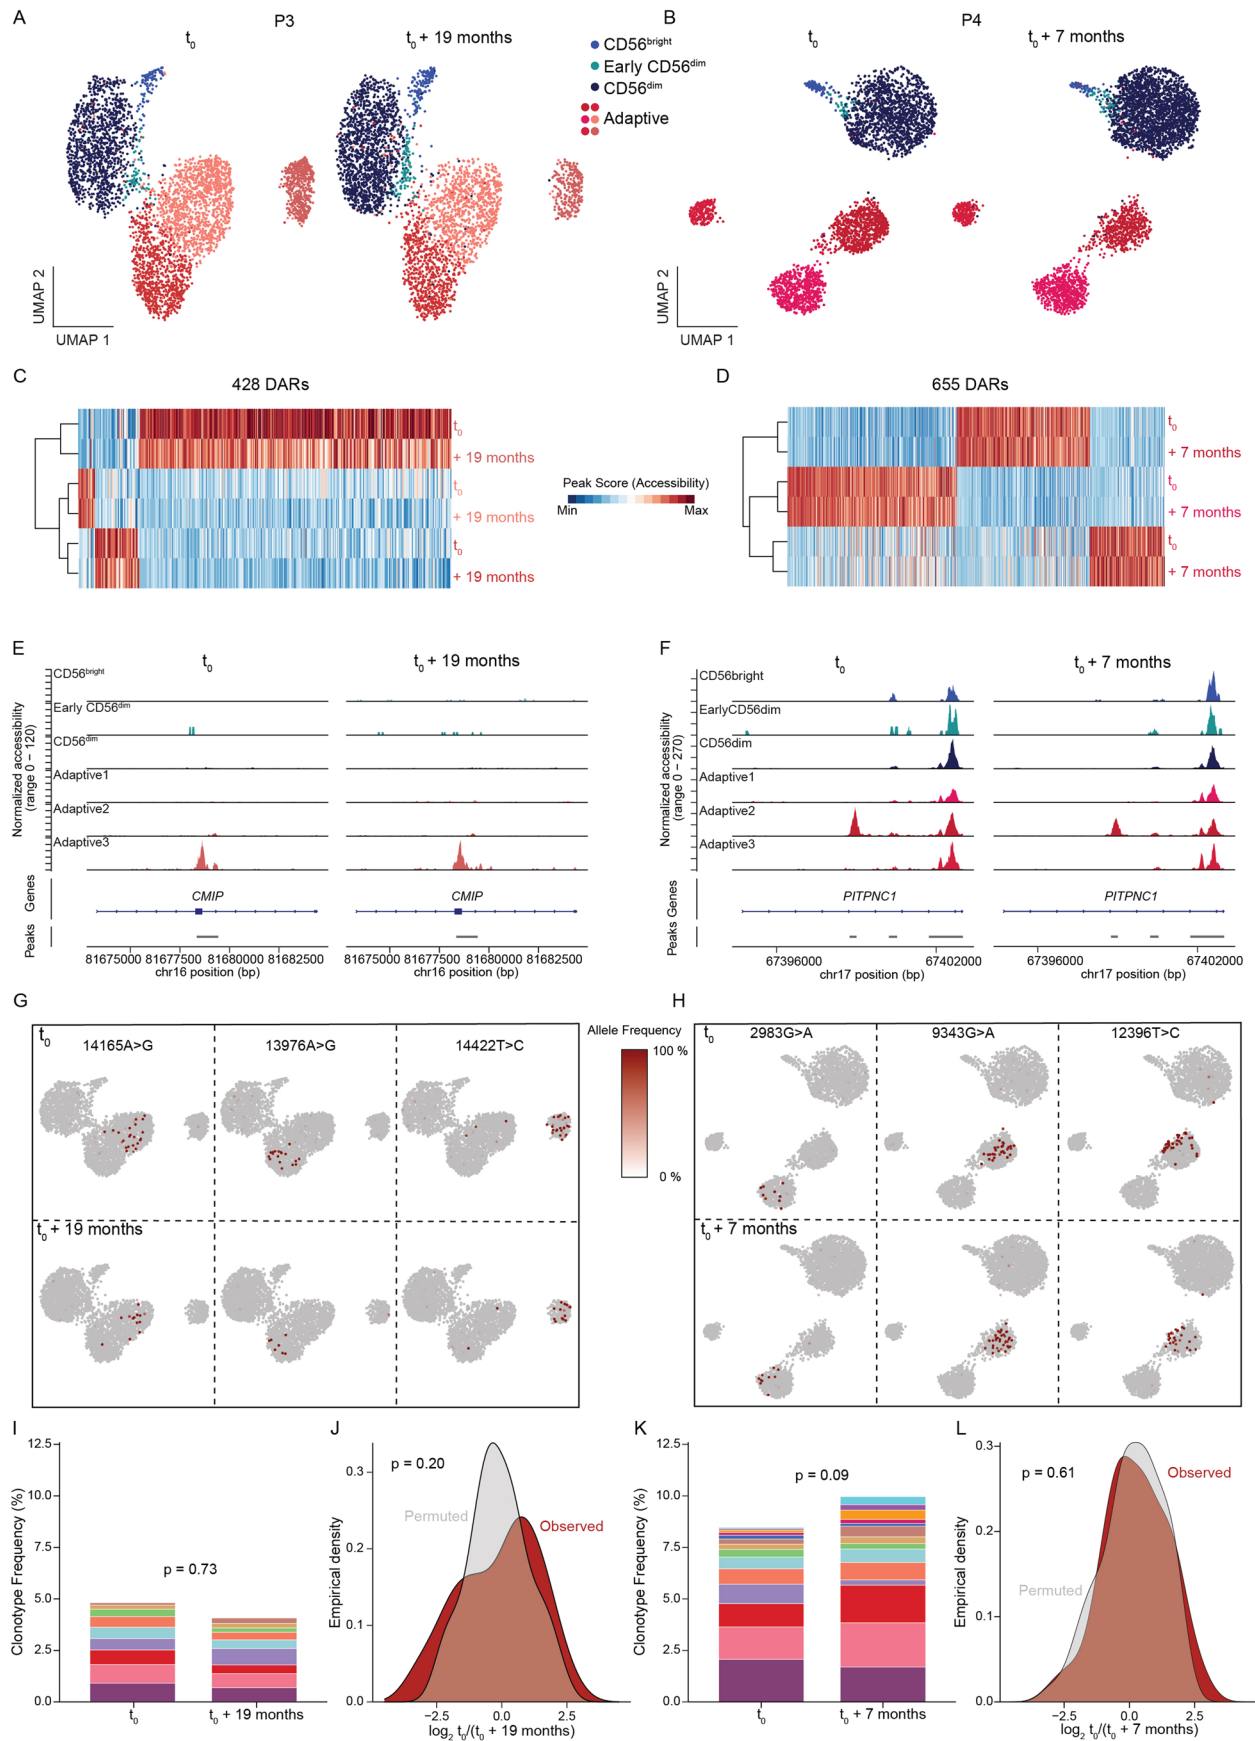 A
P3
t0
t0 + 19 months
CD56bright
Early CD56dim
CD56dim
Adaptive
UMAP 2
UMAP 1
B
P4
t0
t0 + 7 months
UMAP 2
UMAP 1
C
428 DARs
t0
+ 19 months
t0
+ 19 months
t0
+ 19 months
Peak Score (Accessibility)
Min Max
D
655 DARs
t0
+ 7 months
t0
+ 7 months
t0
+ 7 months
E
t0
t0 + 19 months
Normalized accessibility
(range 0 – 120)
CD56bright
Early CD56dim
CD56dim
Adaptive1
Adaptive2
Adaptive3
Genes
CMIP
CMIP
Peaks
81675000 81677500 81680000 81682500
81675000 81677500 81680000 81682500
chr16 position (bp)
chr16 position (bp)
F
t0
t0 + 7 months
Normalized accessibility
(range 0 – 270)
CD56bright
EarlyCD56dim
CD56dim
Adaptive1
Adaptive2
Adaptive3
Peaks Genes
PITPNC1
PITPNC1
67396000 67402000
67396000 67402000
chr17 position (bp)
chr17 position (bp)
G
t0
14165A>G
13976A>G
14422T>C
t0 + 19 months
Allele Frequency
100 %
0 %
H
t0
2983G>A
9343G>A
12396T>C
t0 + 7 months
I
Clonotype Frequency (%)
12.5
10.0
7.5
5.0
2.5
0.0
p = 0.73
t0
t0 + 19 months
J
Empirical density
0.3
0.2
0.1
0.0
p = 0.20
Permuted
Observed
−2.5 0.0 2.5
log2 t0/(t0 + 19 months)
K
Clonotype Frequency (%)
12.5
10.0
7.5
5.0
2.5
0.0
p = 0.09
t0
t0 + 7 months
L
Empirical density
0.3
0.2
0.1
0.0
p = 0.61
Observed
Permuted
−2.5 0.0 2.5
log2 t0/(t0 + 7 months)